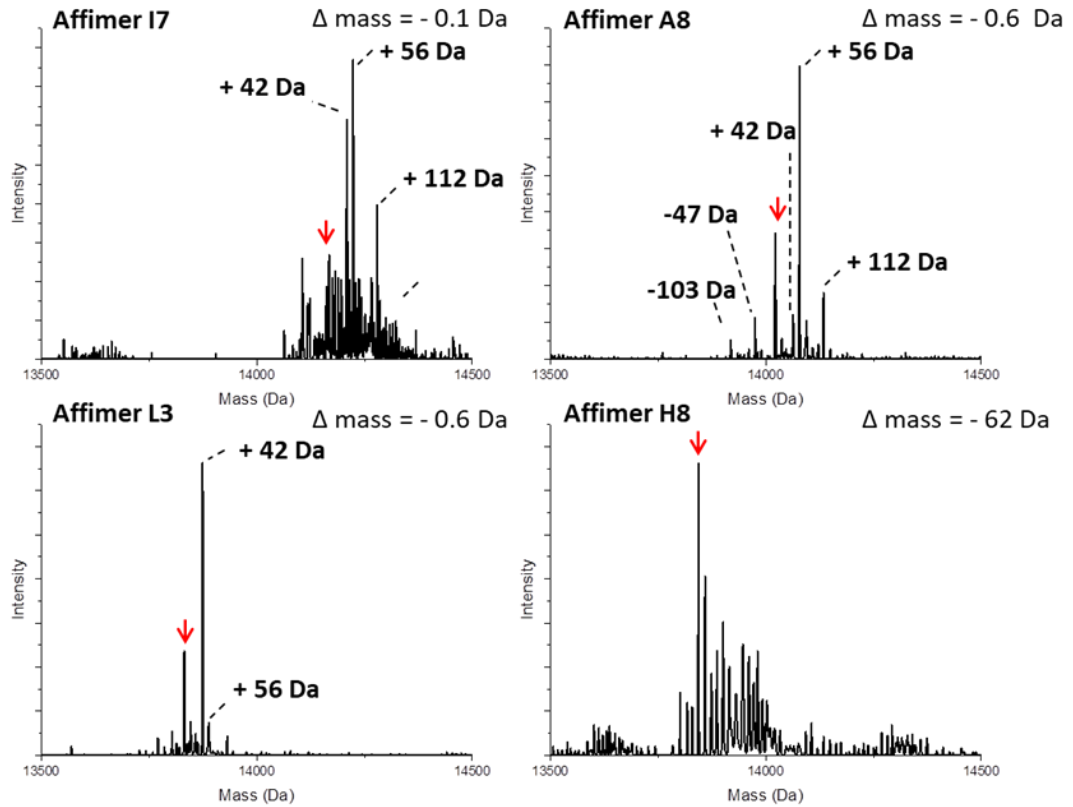 Affimer I7
Δ mass = - 0.1 Da
+ 56 Da
+ 42 Da
+ 112 Da
Intensity
13500
14000
14500
Mass (Da)
Affimer A8
Δ mass = - 0.6 Da
+ 56 Da
+ 42 Da
-47 Da
+ 112 Da
-103 Da
Intensity
13500
14000
14500
Mass (Da)
Affimer L3
Δ mass = - 0.6 Da
+ 42 Da
+ 56 Da
Intensity
13500
14000
14500
Mass (Da)
Affimer H8
Δ mass = - 62 Da
Intensity
13500
14000
14500
Mass (Da)